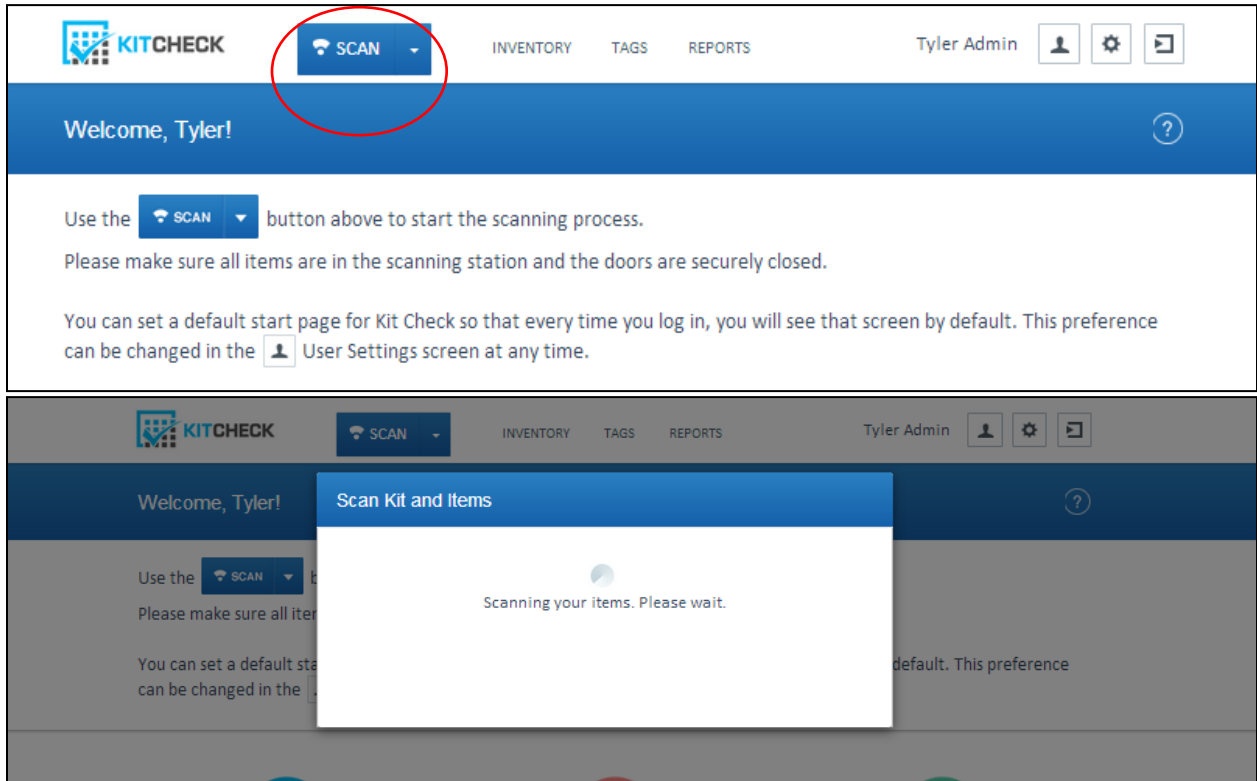 KITCHECK SCAN INVENTORY TAGS REPORTS Tyler Admin
Welcome, Tyler! ?
Use the SCAN button above to start the scanning process.
Please make sure all items are in the scanning station and the doors are securely closed.
You can set a default start page for Kit Check so that every time you log in, you will see that screen by default. This preference
can be changed in the User Settings screen at any time.
KITCHECK SCAN INVENTORY TAGS REPORTS Tyler Admin
Welcome, Tyler! ?
Scan Kit and Items
Scanning your items. Please wait.
Use the SCAN b
Please make sure all iter
You can set a default sta default. This preference
can be changed in the